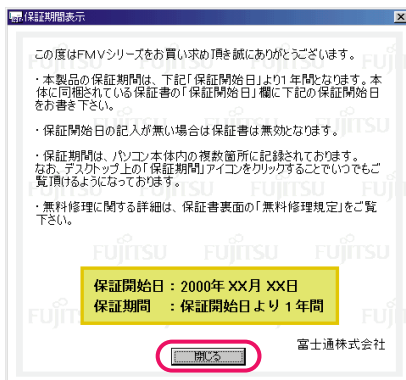 保証期間表示
この度はFMVシリーズをお買い求め頂き誠にありがとうございます。
・本製品の保証期間は、下記「保証開始日」より1年間となります。本
体に同梱されている保証書の「保証開始日」欄に下記の保証開始日
をお書き下さい。
・保証開始日の記入が無い場合は保証書は無効となります。
・保証期間は、パソコン本体内の複数箇所に記録されております。
なお、デスクトップ上の「保証期間」アイコンをクリックすることでいつでもご
覧頂けるようになっております。
・無料修理に関する詳細は、保証書裏面の「無料修理規定」をご覧
下さい。
保証開始日：2000年 XX月 XX日
保証期間　：保証開始日より１年間
富士通株式会社
閉じる